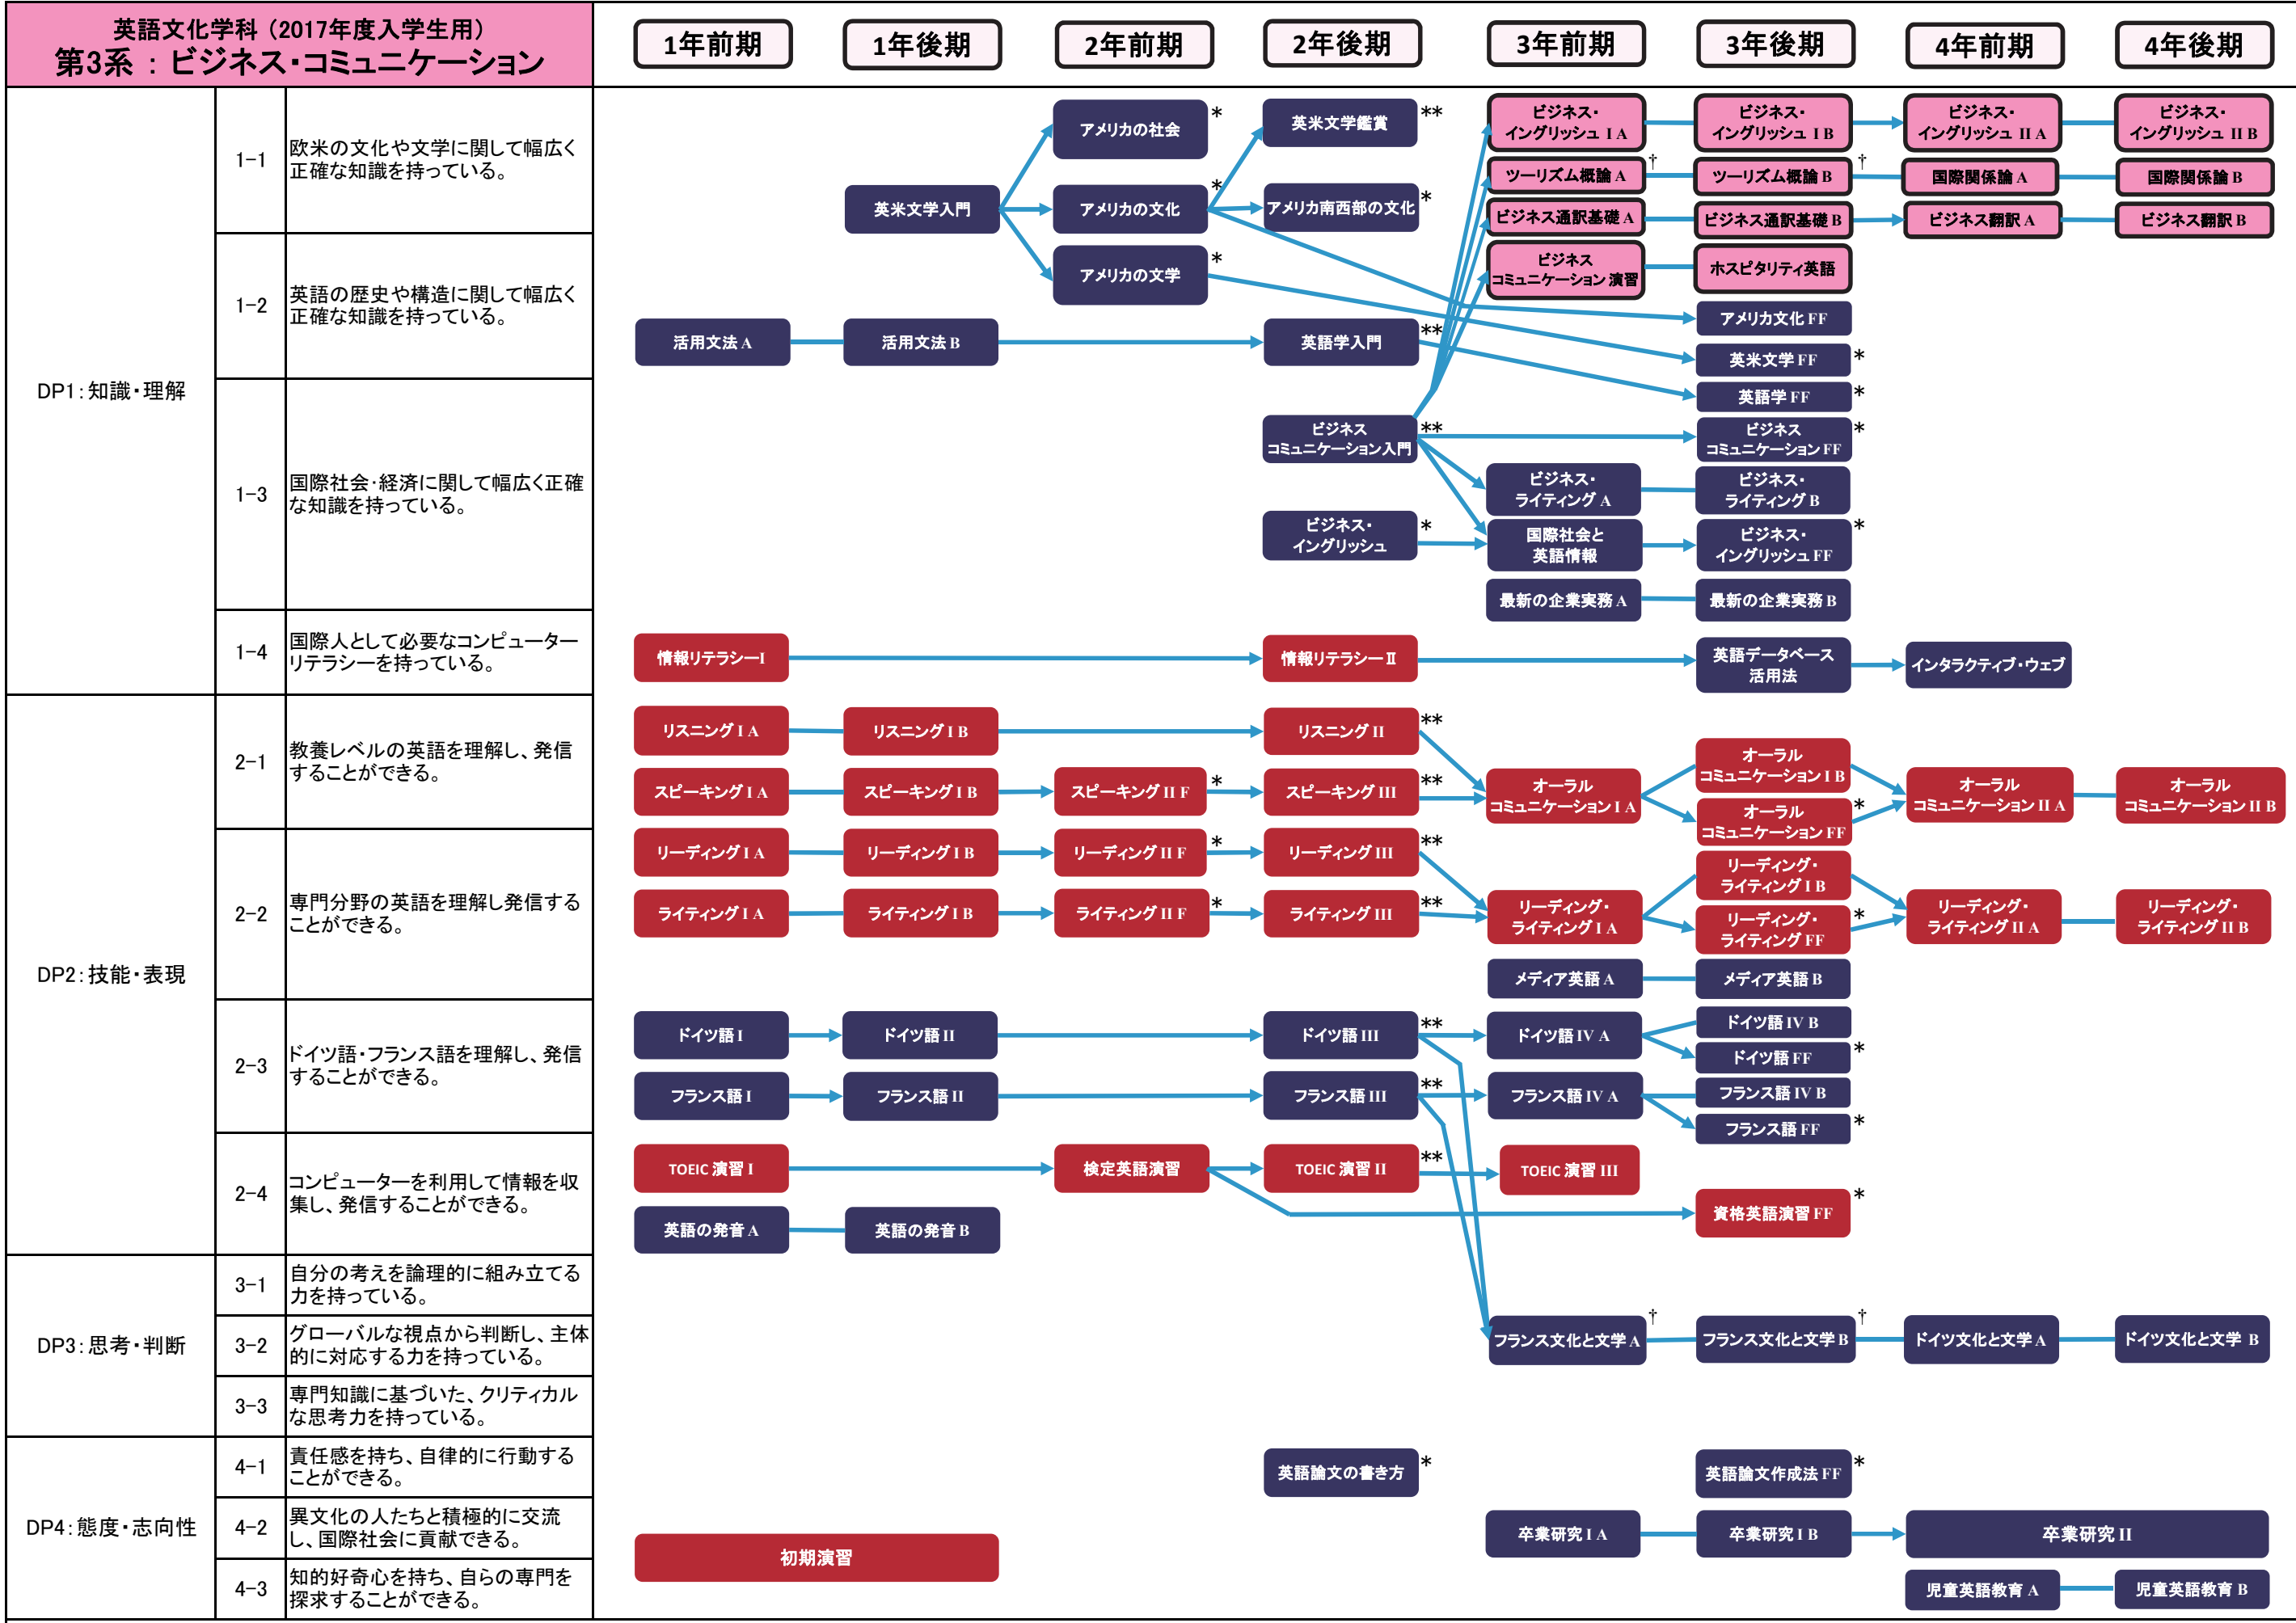 英語文化学科（2017年度入学生用）
第3系：ビジネス・コミュニケーション
1年前期
1年後期
2年前期
2年後期
3年前期
3年後期
4年前期
4年後期
DP1：知識・理解
1-1
欧米の文化や文学に関して幅広く
正確な知識を持っている。
1-2
英語の歴史や構造に関して幅広く
正確な知識を持っている。
1-3
国際社会・経済に関して幅広く正確
な知識を持っている。
1-4
国際人として必要なコンピューター
リテラシーを持っている。
アメリカの社会
*
英米文学鑑賞
**
ビジネス・
イングリッシュ I A
ビジネス・
イングリッシュ I B
ビジネス・
イングリッシュ II A
ビジネス・
イングリッシュ II B
ツーリズム概論 A
†
ツーリズム概論 B
†
国際関係論 A
国際関係論 B
英米文学入門
アメリカの文化
*
アメリカ南西部の文化
*
ビジネス通訳基礎 A
ビジネス通訳基礎 B
ビジネス翻訳 A
ビジネス翻訳 B
アメリカの文学
*
ビジネス
コミュニケーション 演習
ホスピタリティ英語
アメリカ文化 FF
活用文法 A
活用文法 B
英語学入門
**
英米文学 FF
*
英語学 FF
*
ビジネス
コミュニケーション入門
**
ビジネス
コミュニケーション FF
*
ビジネス・
ライティング A
ビジネス・
ライティング B
ビジネス・
イングリッシュ
*
国際社会と
英語情報
ビジネス・
イングリッシュ FF
*
最新の企業実務 A
最新の企業実務 B
情報リテラシーI
情報リテラシー II
英語データベース
活用法
インタラクティブ・ウェブ
DP2：技能・表現
2-1
教養レベルの英語を理解し、発信
することができる。
2-2
専門分野の英語を理解し発信する
ことができる。
2-3
ドイツ語・フランス語を理解し、発信
することができる。
2-4
コンピューターを利用して情報を収
集し、発信することができる。
リスニング I A
リスニング I B
リスニング II
**
スピーキング I A
スピーキング I B
スピーキング II F
*
スピーキング III
**
オーラル
コミュニケーション I A
オーラル
コミュニケーション I B
オーラル
コミュニケーション FF
*
オーラル
コミュニケーション II A
オーラル
コミュニケーション II B
リーディング I A
リーディング I B
リーディング II F
*
リーディング III
**
ライティング I A
ライティング I B
ライティング II F
*
ライティング III
**
リーディング・
ライティング I A
リーディング・
ライティング I B
リーディング・
ライティング FF
*
リーディング・
ライティング II A
リーディング・
ライティング II B
メディア英語 A
メディア英語 B
ドイツ語 I
ドイツ語 II
ドイツ語 III
**
ドイツ語 IV A
ドイツ語 IV B
ドイツ語 FF
*
フランス語 I
フランス語 II
フランス語 III
**
フランス語 IV A
フランス語 IV B
フランス語 FF
*
TOEIC 演習 I
検定英語演習
TOEIC 演習 II
**
TOEIC 演習 III
資格英語演習 FF
*
英語の発音 A
英語の発音 B
DP3：思考・判断
3-1
自分の考えを論理的に組み立てる
力を持っている。
3-2
グローバルな視点から判断し、主体
的に対応する力を持っている。
3-3
専門知識に基づいた、クリティカル
な思考力を持っている。
フランス文化と文学 A
†
フランス文化と文学 B
†
ドイツ文化と文学 A
ドイツ文化と文学 B
DP4：態度・志向性
4-1
責任感を持ち、自律的に行動する
ことができる。
4-2
異文化の人たちと積極的に交流
し、国際社会に貢献できる。
4-3
知的好奇心を持ち、自らの専門を
探求することができる。
英語論文の書き方
*
英語論文作成法 FF
*
初期演習
卒業研究 I A
卒業研究 I B
卒業研究 II
児童英語教育 A
児童英語教育 B